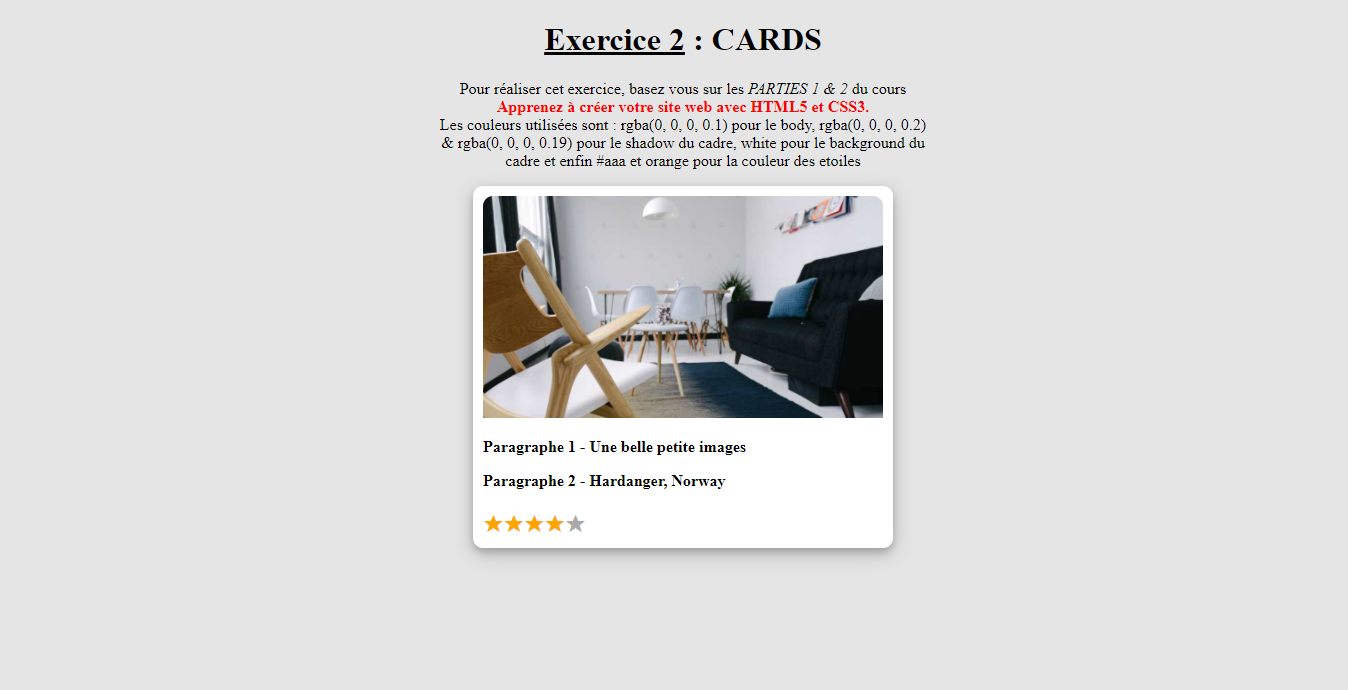 Exercice 2 : CARDS
Pour réaliser cet exercice, basez vous sur les PARTIES 1 & 2 du cours
Apprenez à créer votre site web avec HTML5 et CSS3.
Les couleurs utilisées sont : rgba(0, 0, 0, 0.1) pour le body, rgba(0, 0, 0, 0.2)
& rgba(0, 0, 0, 0.19) pour le shadow du cadre, white pour le background du
cadre et enfin #aaa et orange pour la couleur des etoiles
Paragraphe 1 - Une belle petite images
Paragraphe 2 - Hardanger, Norway
★★★★★